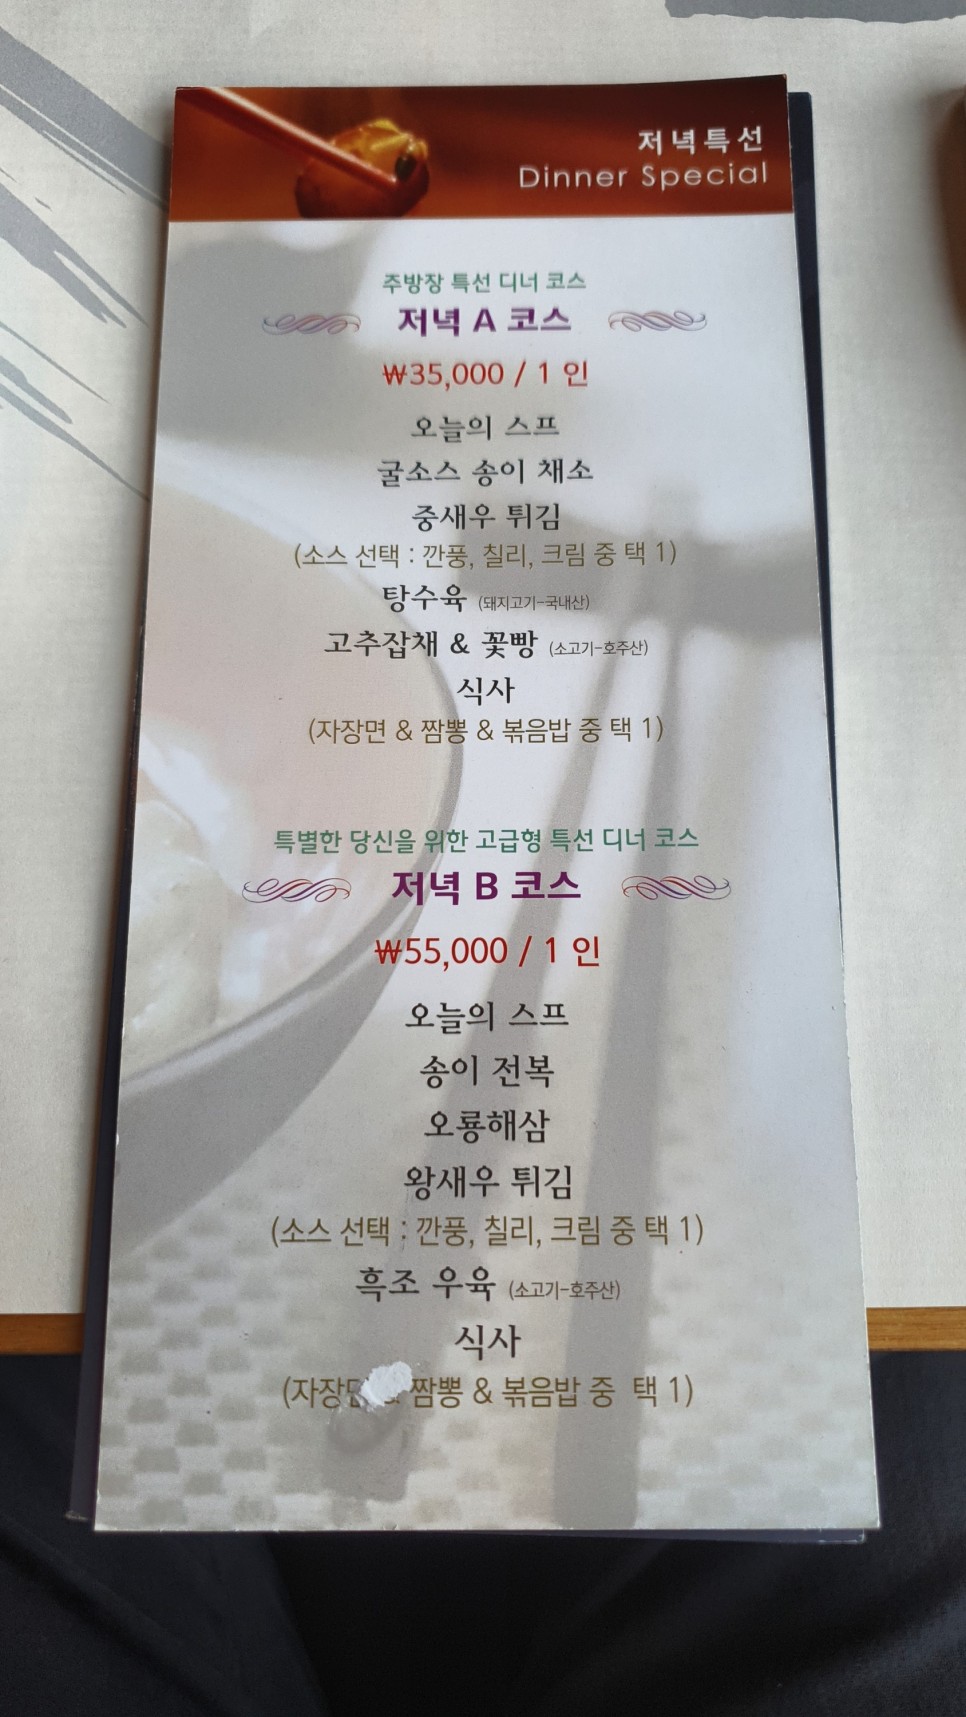 저녁특선
Dinner Special
주방장 특선 디너 코스
저녁 A 코스
₩35,000 / 1 인
오늘의 스프
굴소스 송이 채소
중새우 튀김
(소스 선택 : 깐풍, 칠리, 크림 중 택 1)
탕수육 (돼지고기-국내산)
고추잡채 & 꽃빵 (소고기-호주산)
식사
(자장면 & 짬뽕 & 볶음밥 중 택 1)
특별한 당신을 위한 고급형 특선 디너 코스
저녁 B 코스
₩55,000 / 1 인
오늘의 스프
송이 전복
오룡해삼
왕새우 튀김
(소스 선택 : 깐풍, 칠리, 크림 중 택 1)
흑조 우육 (소고기-호주산)
식사
짬뽕 & 볶음밥 중 택 1)